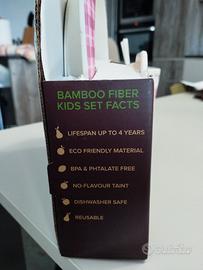 BAMBOO FIBER
KIDS SET FACTS
LIFESPAN UP TO 4 YEARS
ECO FRIENDLY MATERIAL
BPA & PHTALATE FREE
NO-FLAVOUR TAINT
DISHWASHER SAFE
REUSABLE